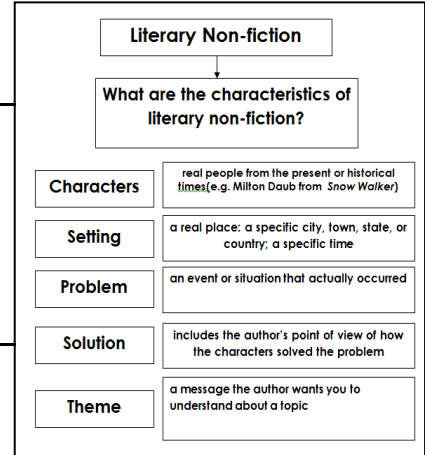 Literary Non-fiction
What are the characteristics of
literary non-fiction?
Characters
real people from the present or historical
times(e.g. Milton Daub from Snow Walker)
Setting
a real place: a specific city, town, state, or
country; a specific time
Problem
an event or situation that actually occurred
Solution
includes the author's point of view of how
the characters solved the problem
Theme
a message the author wants you to
understand about a topic